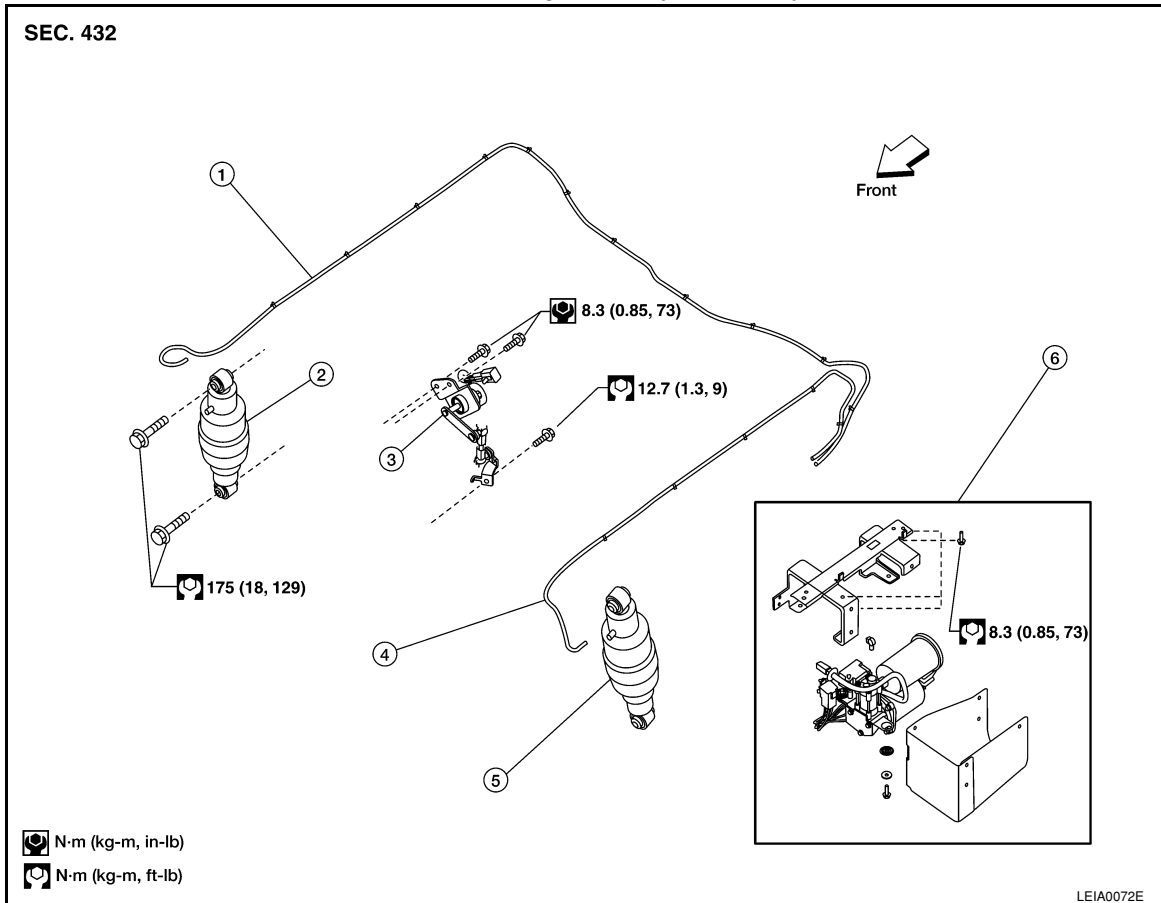 SEC. 432
1
Front
8.3 (0.85, 73)
6
2
12.7 (1.3, 9)
3
175 (18, 129)
8.3 (0.85, 73)
4
5
N·m (kg-m, in-lb)
N·m (kg-m, ft-lb)
LEIA0072E